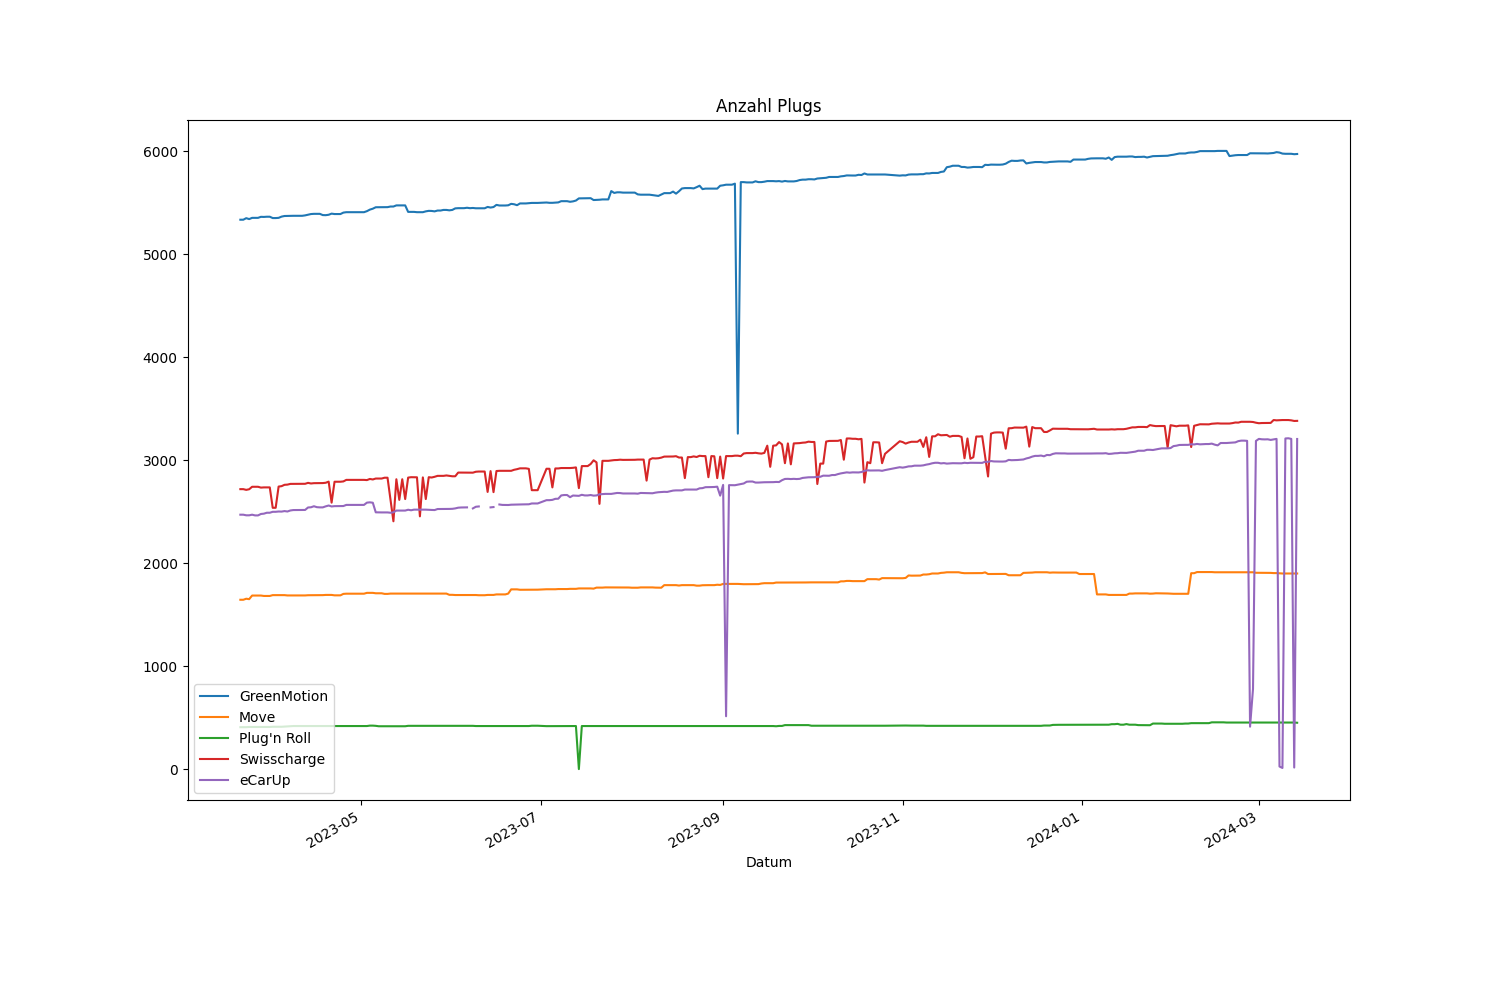 Anzahl Plugs
6000
5000
4000
3000
2000
1000
0
GreenMotion
Move
Plug'n Roll
Swisscharge
eCarUp
2023-05
2023-07
2023-09
2023-11
2024-01
2024-03
Datum